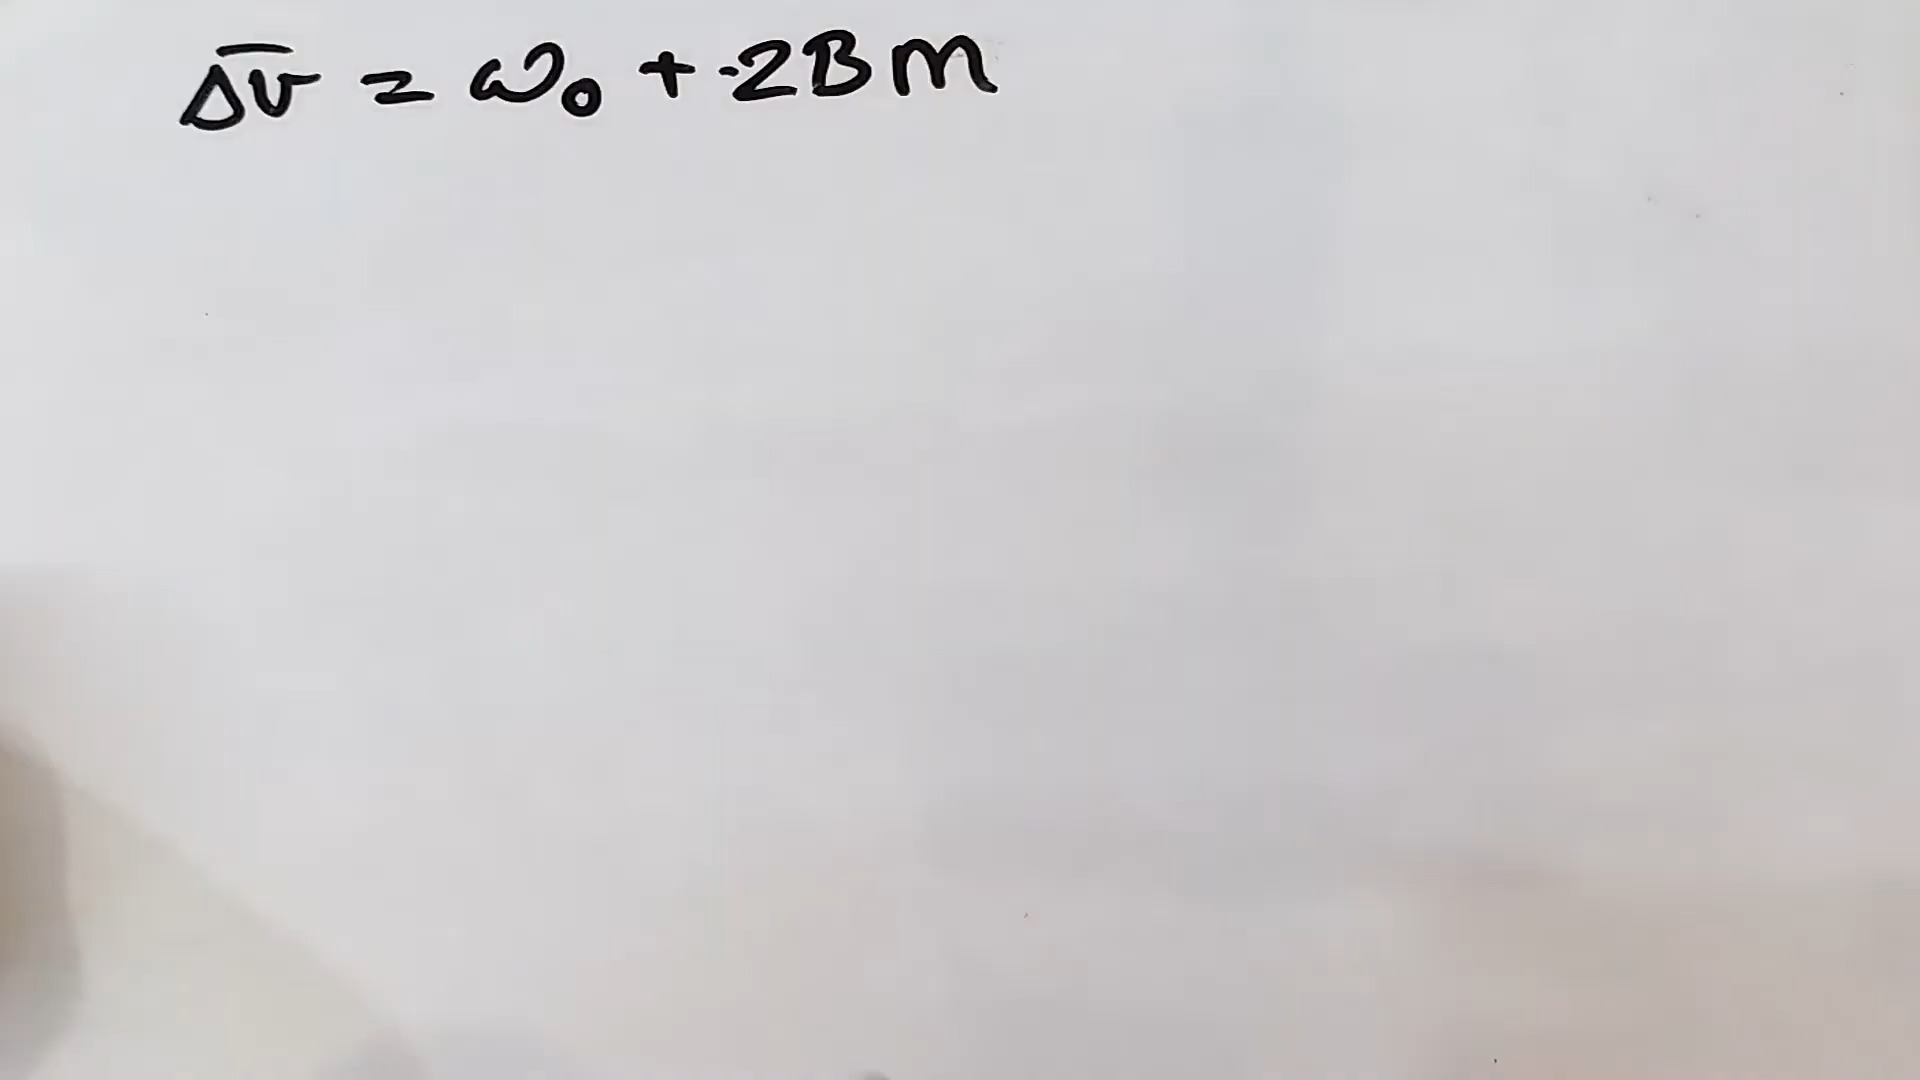 Δν̄ = ω₀ + 2Bm